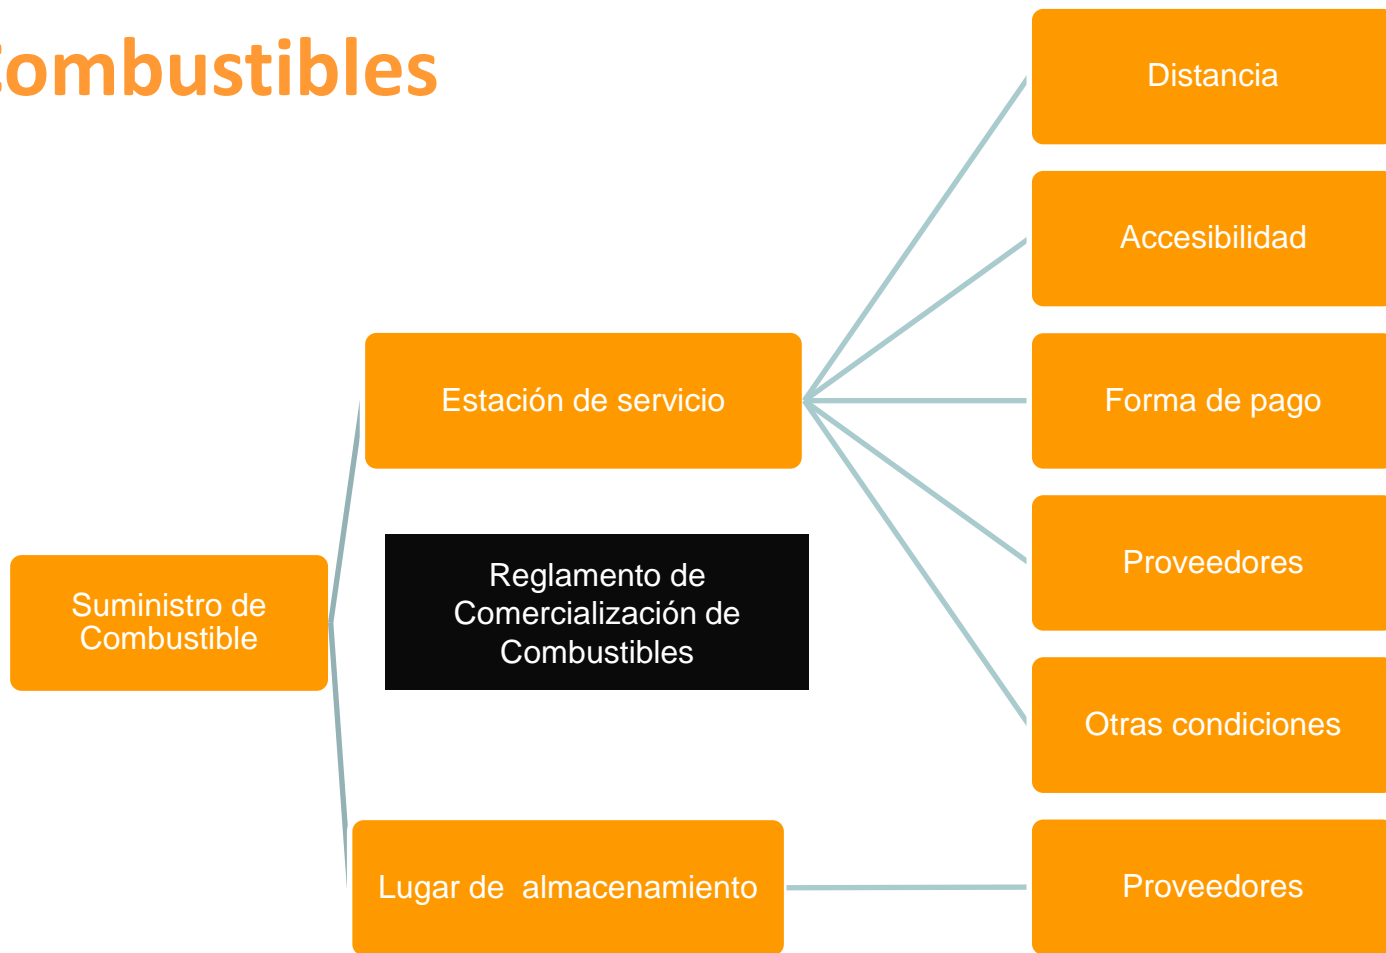 Combustibles
Distancia
Accesibilidad
Estación de servicio
Forma de pago
Reglamento de
Comercialización de
Combustibles
Proveedores
Suministro de
Combustible
Otras condiciones
Lugar de almacenamiento
Proveedores